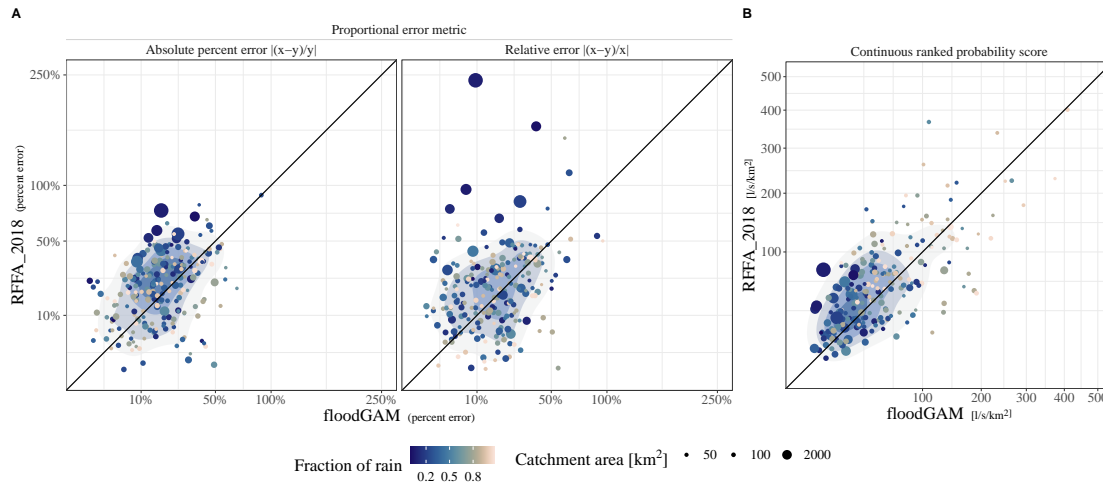 A
Proportional error metric
Absolute percent error |(x−y)/y|
Relative error |(x−y)/x|
250%
100%
50%
10%
RFFA_2018 (percent error)
10%
50%
100%
250%
10%
50%
100%
250%
floodGAM (percent error)
B
Continuous ranked probability score
500
400
300
200
100
RFFA_2018 [l/s/km²]
100
200
300
400
500
floodGAM [l/s/km²]
Fraction of rain
0.2 0.5 0.8
Catchment area [km²]
50
100
2000